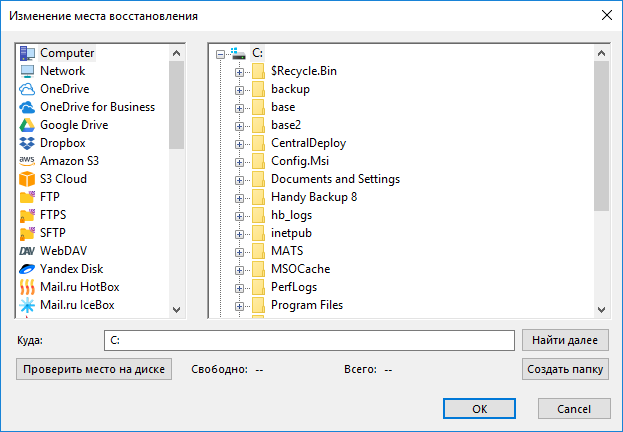 Изменение места восстановления
Computer
Network
OneDrive
OneDrive for Business
Google Drive
Dropbox
aws Amazon S3
S3 Cloud
FTP
FTPS
SFTP
DAV WebDAV
Yandex Disk
Mail.ru HotBox
Mail.ru IceBox
C:
$Recycle.Bin
backup
base
base2
CentralDeploy
Config.Msi
Documents and Settings
Handy Backup 8
hb_logs
inetpub
MATS
MSOCache
PerfLogs
Program Files
Куда: C: Найти далее
Проверить место на диске Свободно: -- Всего: -- Создать папку
OK Cancel